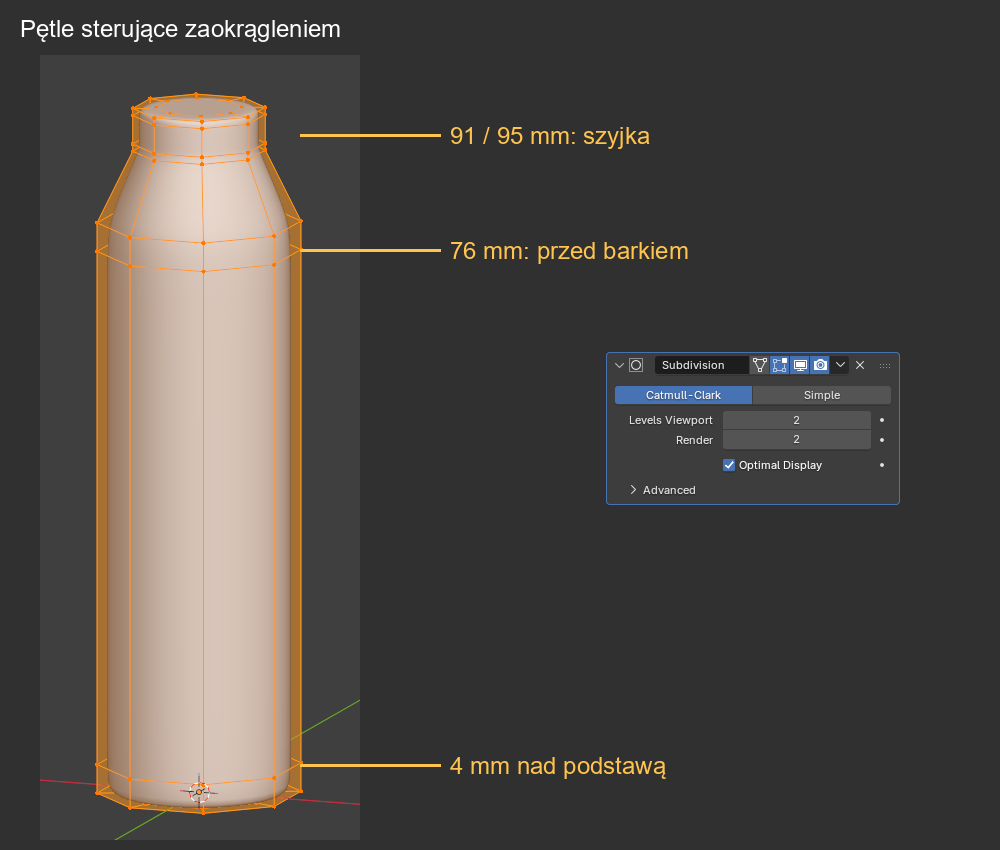 Pętle sterujące zaokrągleniem
91 / 95 mm: szyjka
76 mm: przed barkiem
Subdivision
Catmull-Clark Simple
Levels Viewport 2
Render 2
Optimal Display
Advanced
4 mm nad podstawą